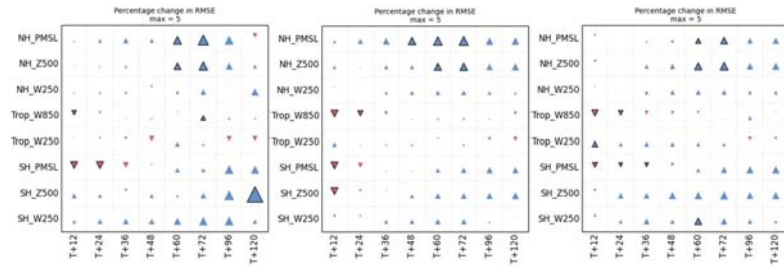 Percentage change in RMSE
max = 5
NH_PMSL
NH_Z500
NH_W250
Trop_W850
Trop_W250
SH_PMSL
SH_Z500
SH_W250
T+12
T+24
T+36
T+48
T+60
T+72
T+96
T+120
Percentage change in RMSE
max = 5
NH_PMSL
NH_Z500
NH_W250
Trop_W850
Trop_W250
SH_PMSL
SH_Z500
SH_W250
T+12
T+24
T+36
T+48
T+60
T+72
T+96
T+120
Percentage change in RMSE
max = 5
NH_PMSL
NH_Z500
NH_W250
Trop_W850
Trop_W250
SH_PMSL
SH_Z500
SH_W250
T+12
T+24
T+36
T+48
T+60
T+72
T+96
T+120